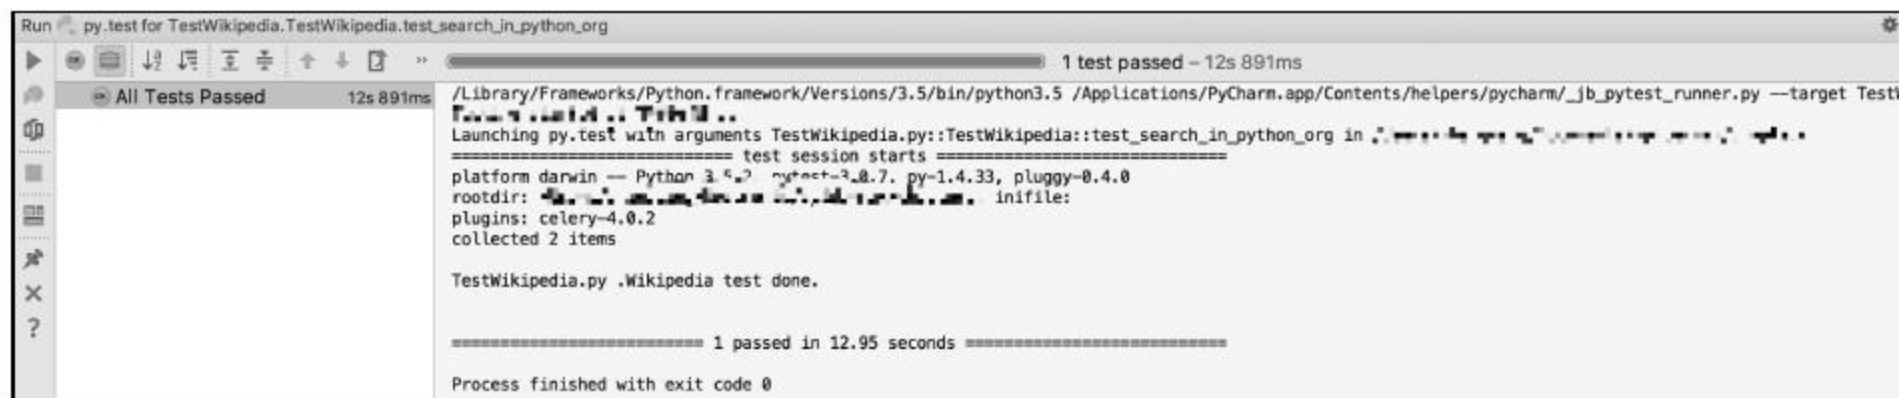 Run py.test for TestWikipedia.TestWikipedia.test_search_in_python_org
1 test passed – 12s 891ms
All Tests Passed 12s 891ms
/Library/Frameworks/Python.framework/Versions/3.5/bin/python3.5 /Applications/PyCharm.app/Contents/helpers/pycharm/_jb_pytest_runner.py --target TestW
Launching py.test with arguments TestWikipedia.py::TestWikipedia::test_search_in_python_org in
============================ test session starts =============================
platform darwin -- Python py-1.4.33, pluggy-0.4.0
rootdir: inifile:
plugins: celery-4.0.2
collected 2 items
TestWikipedia.py .Wikipedia test done.
========================= 1 passed in 12.95 seconds ==========================
Process finished with exit code 0